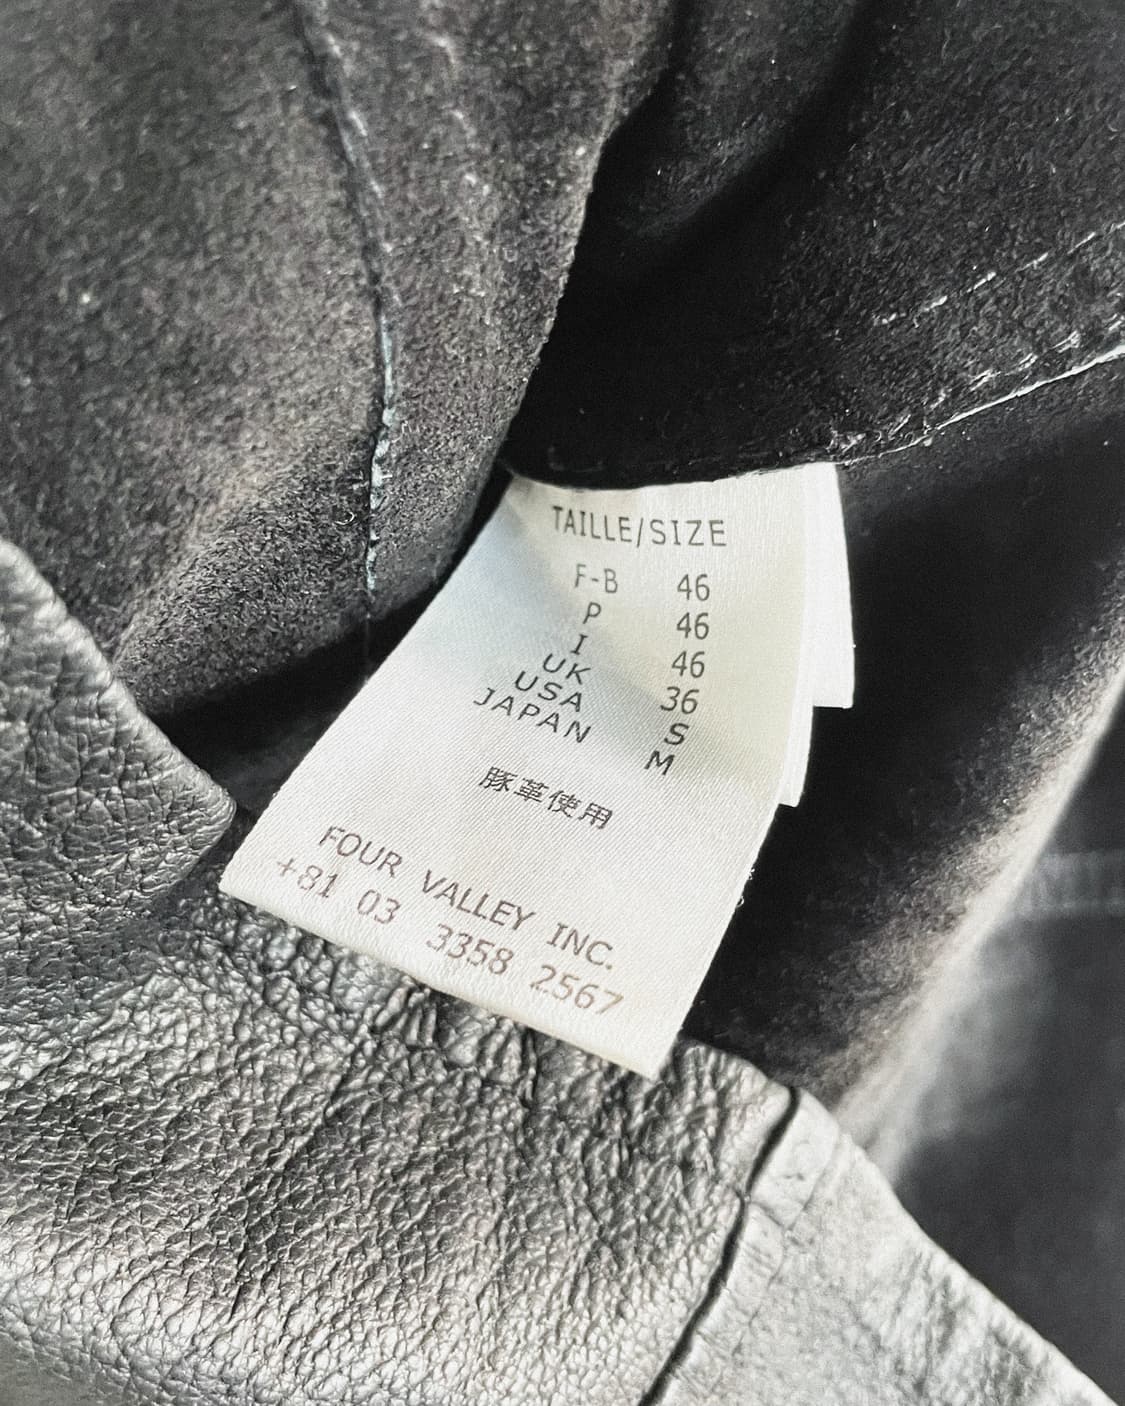 TAILLE/SIZE
F-B 46
P 46
I 46
UK 36
USA S
JAPAN M
豚革使用
FOUR VALLEY INC.
+81 03 3358 2567